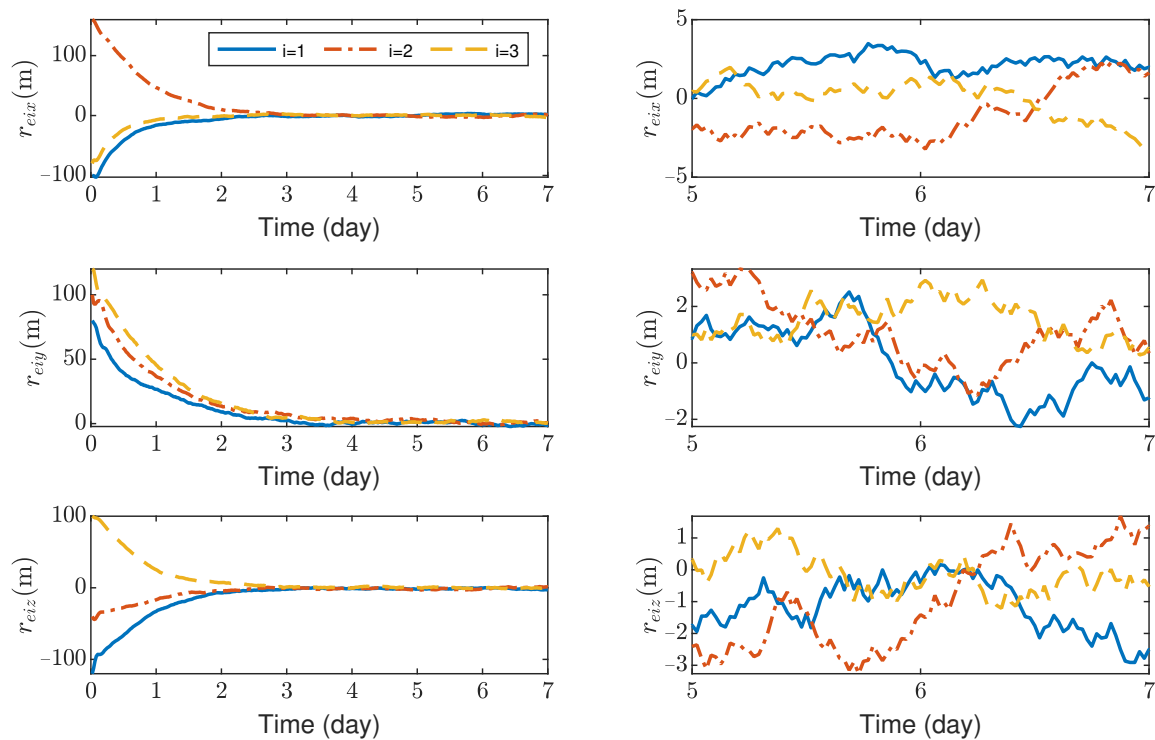 100
0
−100
r_eix(m)
i=1 i=2 i=3
0 1 2 3 4 5 6 7
Time (day)
5
0
−5
r_eix(m)
5 6 7
Time (day)
100
50
0
r_eiy(m)
0 1 2 3 4 5 6 7
Time (day)
2
0
−2
r_eiy(m)
5 6 7
Time (day)
100
0
−100
r_eiz(m)
0 1 2 3 4 5 6 7
Time (day)
1
0
−1
−2
−3
r_eiz(m)
5 6 7
Time (day)